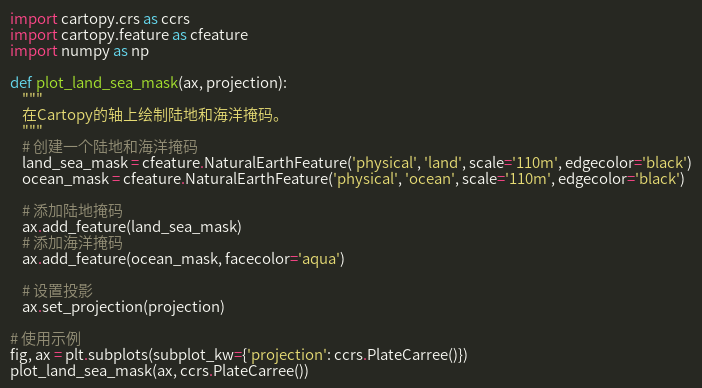 import cartopy.crs as ccrs
import cartopy.feature as cfeature
import numpy as np

def plot_land_sea_mask(ax, projection):
    """
    在Cartopy的轴上绘制陆地和海洋掩码。
    """
    # 创建一个陆地和海洋掩码
    land_sea_mask = cfeature.NaturalEarthFeature('physical', 'land', scale='110m', edgecolor='black')
    ocean_mask = cfeature.NaturalEarthFeature('physical', 'ocean', scale='110m', edgecolor='black')

    # 添加陆地掩码
    ax.add_feature(land_sea_mask)
    # 添加海洋掩码
    ax.add_feature(ocean_mask, facecolor='aqua')

    # 设置投影
    ax.set_projection(projection)

# 使用示例
fig, ax = plt.subplots(subplot_kw={'projection': ccrs.PlateCarree()})
plot_land_sea_mask(ax, ccrs.PlateCarree())